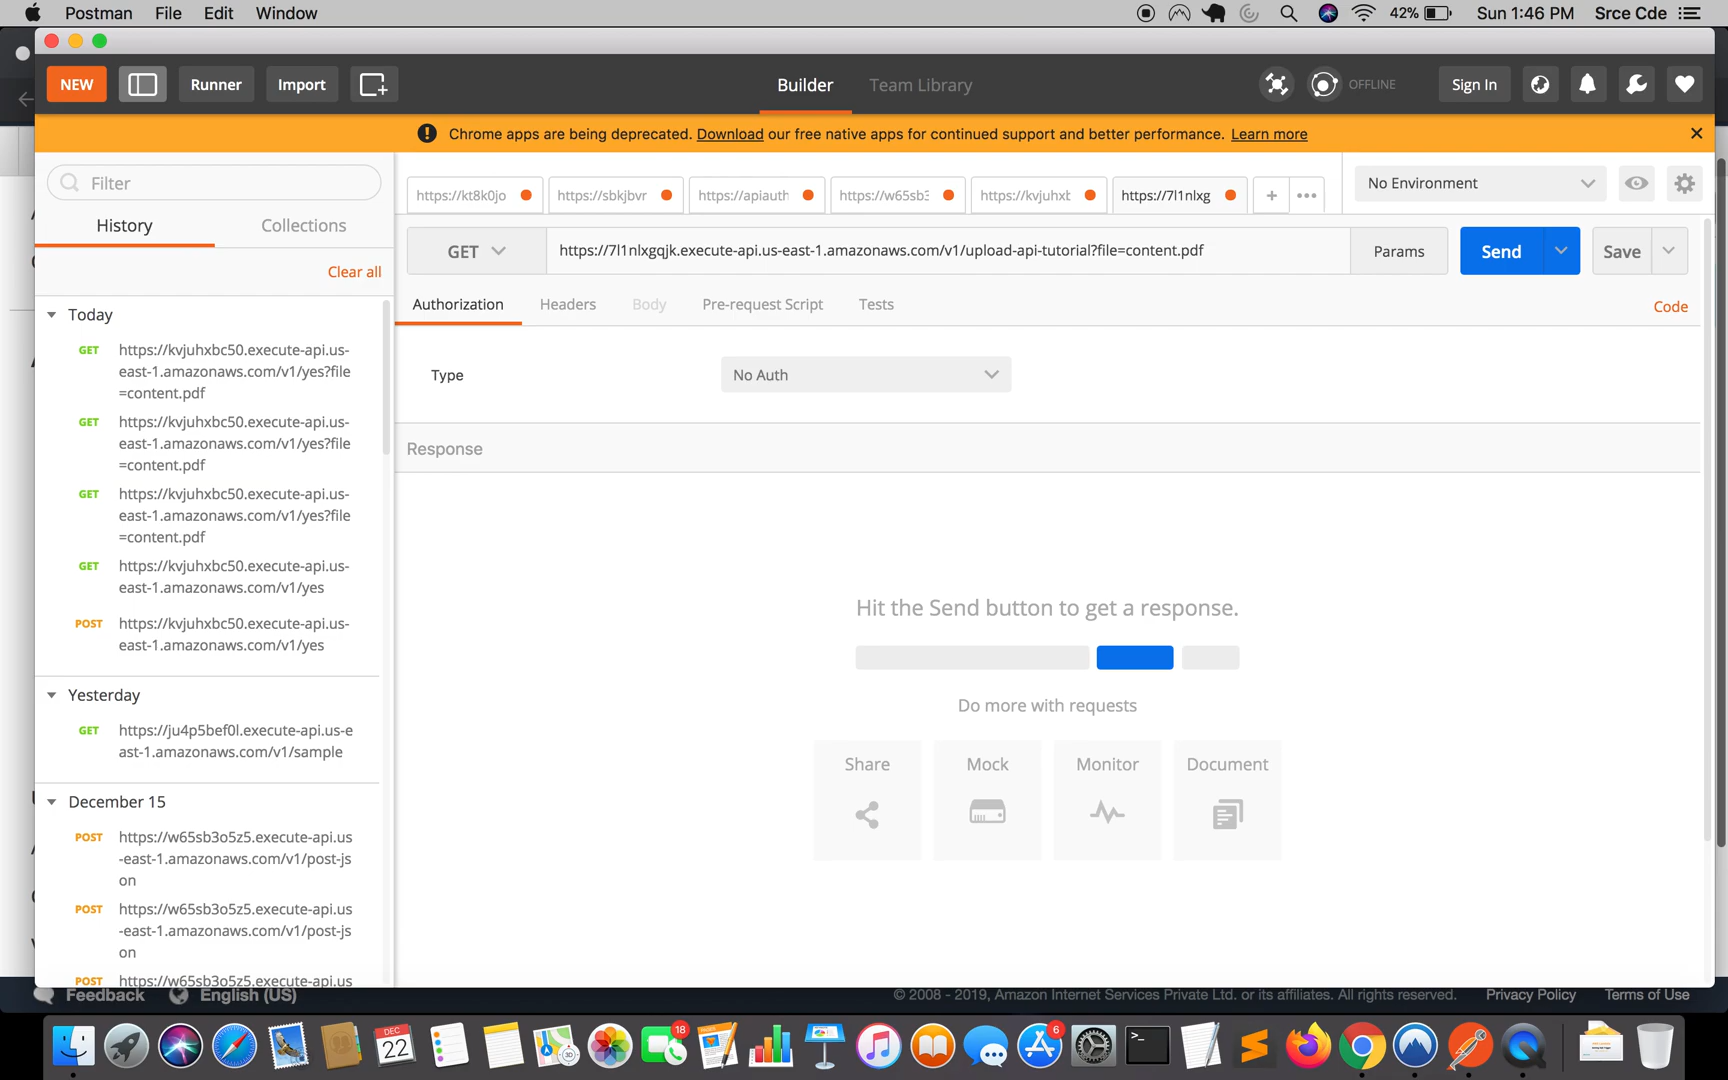 Postman File Edit Window 42% Sun 1:46 PM Srce Cde
NEW Runner Import Builder Team Library OFFLINE Sign In
Chrome apps are being deprecated. Download our free native apps for continued support and better performance. Learn more
Filter
https://kt8k0jo https://sbkjbvr https://apiauth https://w65sb3 https://kvjuhxb https://7l1nlxg + ••• No Environment
History Collections
GET https://7l1nlxgqjk.execute-api.us-east-1.amazonaws.com/v1/upload-api-tutorial?file=content.pdf Params Send Save
Clear all
Authorization Headers Body Pre-request Script Tests Code
Type No Auth
Response
Hit the Send button to get a response.
Do more with requests
Share Mock Monitor Document
Today
GET https://kvjuhxbc50.execute-api.us-
east-1.amazonaws.com/v1/yes?file
=content.pdf
GET https://kvjuhxbc50.execute-api.us-
east-1.amazonaws.com/v1/yes?file
=content.pdf
GET https://kvjuhxbc50.execute-api.us-
east-1.amazonaws.com/v1/yes?file
=content.pdf
GET https://kvjuhxbc50.execute-api.us-
east-1.amazonaws.com/v1/yes
POST https://kvjuhxbc50.execute-api.us-
east-1.amazonaws.com/v1/yes
Yesterday
GET https://ju4p5bef0l.execute-api.us-e
ast-1.amazonaws.com/v1/sample
December 15
POST https://w65sb3o5z5.execute-api.us
-east-1.amazonaws.com/v1/post-js
on
POST https://w65sb3o5z5.execute-api.us
-east-1.amazonaws.com/v1/post-js
on
POST https://w65sb3o5z5.execute-api.us
Feedback English (US) © 2008 - 2019, Amazon Internet Services Private Ltd. or its affiliates. All rights reserved. Privacy Policy Terms of Use
DEC
22
3D
18
6